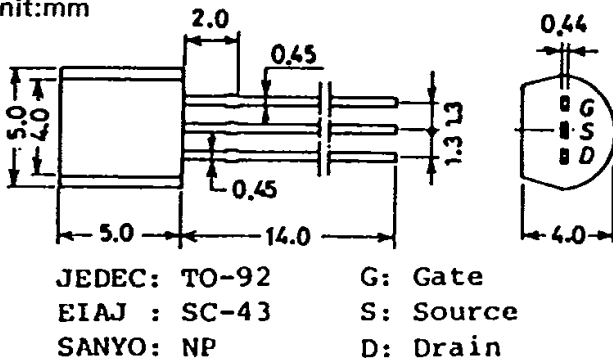 nit:mm
2.0
0.44
0.45
5.0
4.0
1.3
1.3
G
S
D
0.45
5.0
14.0
4.0
JEDEC: TO-92 G: Gate
EIAJ : SC-43 S: Source
SANYO: NP D: Drain